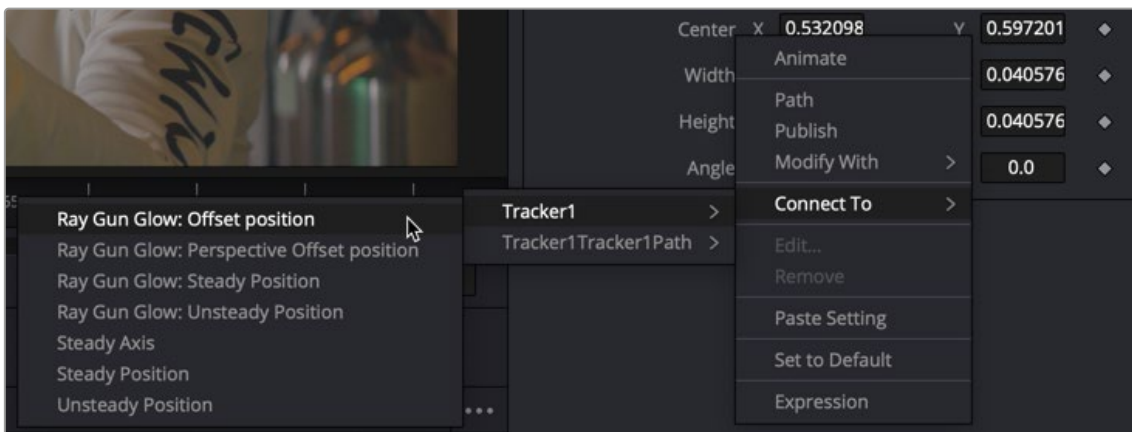 Center X 0.532098 Y 0.597201
Width 0.040576
Height 0.040576
Angle 0.0
Animate
Path
Publish
Modify With >
Connect To >
Edit...
Remove
Paste Setting
Set to Default
Expression
Tracker1 >
Tracker1Tracker1Path >
Ray Gun Glow: Offset position
Ray Gun Glow: Perspective Offset position
Ray Gun Glow: Steady Position
Ray Gun Glow: Unsteady Position
Steady Axis
Steady Position
Unsteady Position